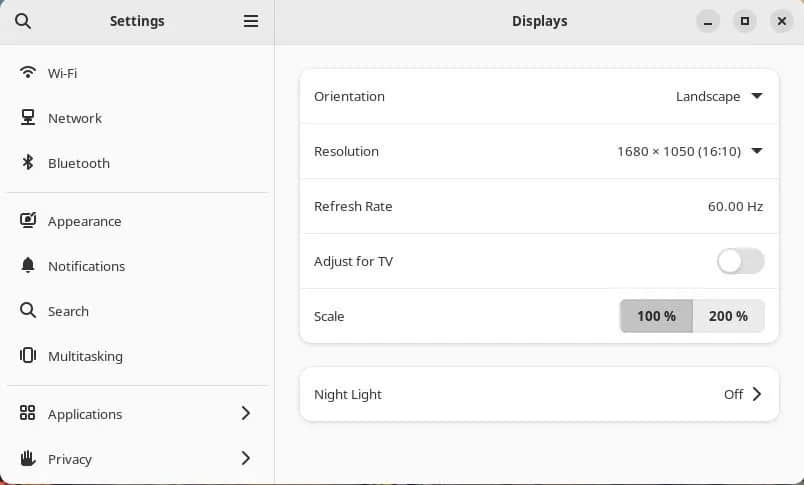 Settings
Displays
Wi-Fi
Network
Bluetooth
Appearance
Notifications
Search
Multitasking
Applications
Privacy
Orientation Landscape
Resolution 1680 × 1050 (16:10)
Refresh Rate 60.00 Hz
Adjust for TV
Scale 100 % 200 %
Night Light Off